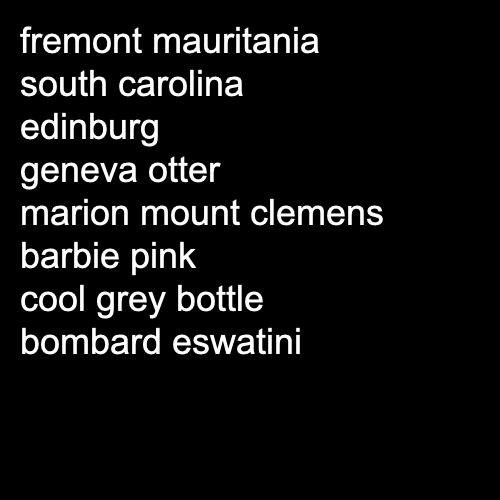 fremont mauritania
south carolina
edinburg
geneva otter
marion mount clemens
barbie pink
cool grey bottle
bombard eswatini